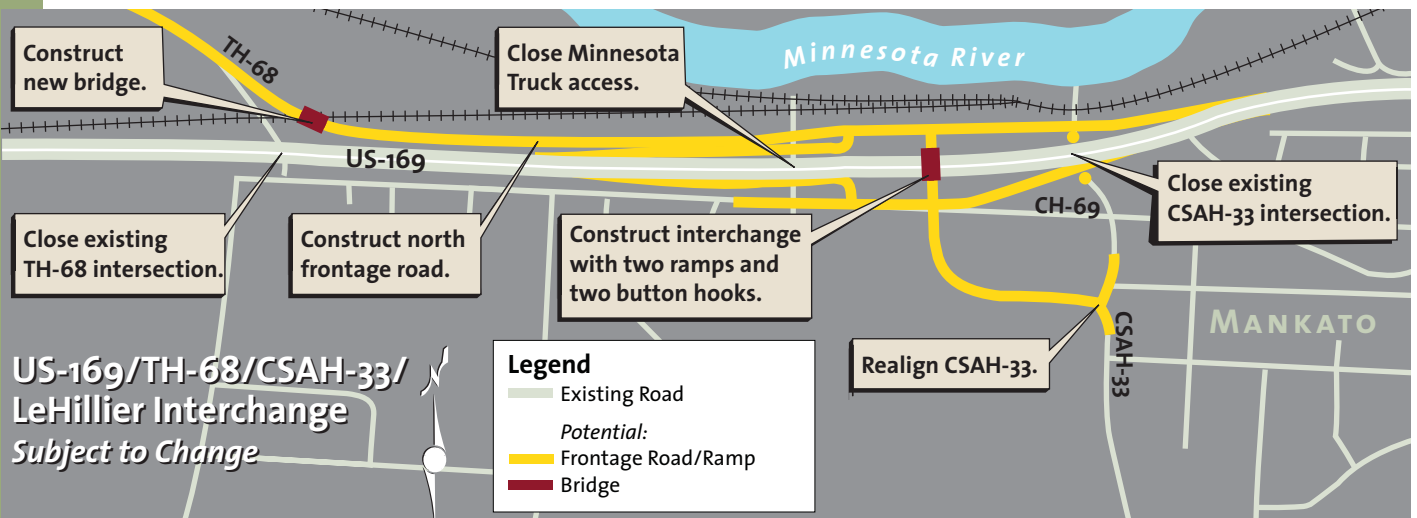 Construct
new bridge.
TH-68
Close Minnesota
Truck access.
Minnesota River
US-169
CH-69
Close existing
CSAH-33 intersection.
Close existing
TH-68 intersection.
Construct north
frontage road.
Construct interchange
with two ramps and
two button hooks.
MANKATO
CSAH-33
Realign CSAH-33.
US-169/TH-68/CSAH-33/
LeHillier Interchange
Subject to Change
Legend
Existing Road
Potential:
Frontage Road/Ramp
Bridge
N